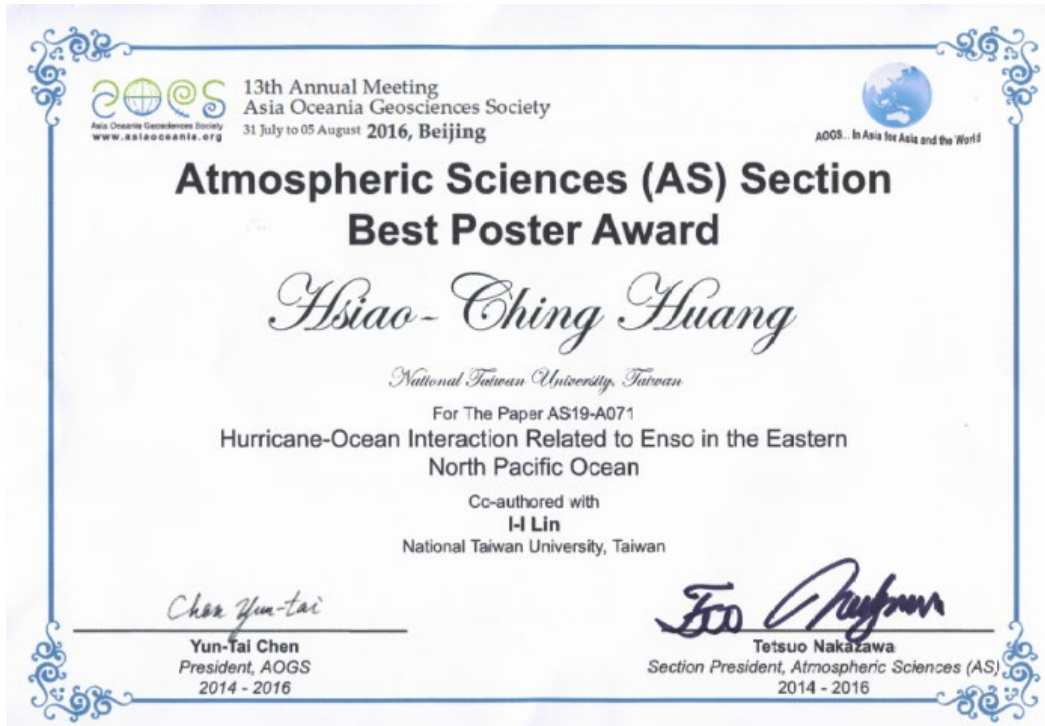 AOGS
Asia Oceania Geosciences Society
www.asiaoceania.org
13th Annual Meeting
Asia Oceania Geosciences Society
31 July to 05 August 2016, Beijing
AOGS... In Asia for Asia and the World
Atmospheric Sciences (AS) Section
Best Poster Award
Hsiao-Ching Huang
National Taiwan University, Taiwan
For The Paper AS19-A071
Hurricane-Ocean Interaction Related to Enso in the Eastern
North Pacific Ocean
Co-authored with
I-I Lin
National Taiwan University, Taiwan
Chen Yun-tai
Yun-Tai Chen
President, AOGS
2014 - 2016
Tetsuo Nakazawa
Section President, Atmospheric Sciences (AS)
2014 - 2016